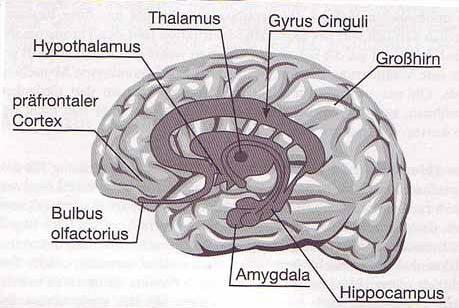 Thalamus
Gyrus Cinguli
Hypothalamus
Großhirn
präfrontaler
Cortex
Bulbus
olfactorius
Amygdala
Hippocampus